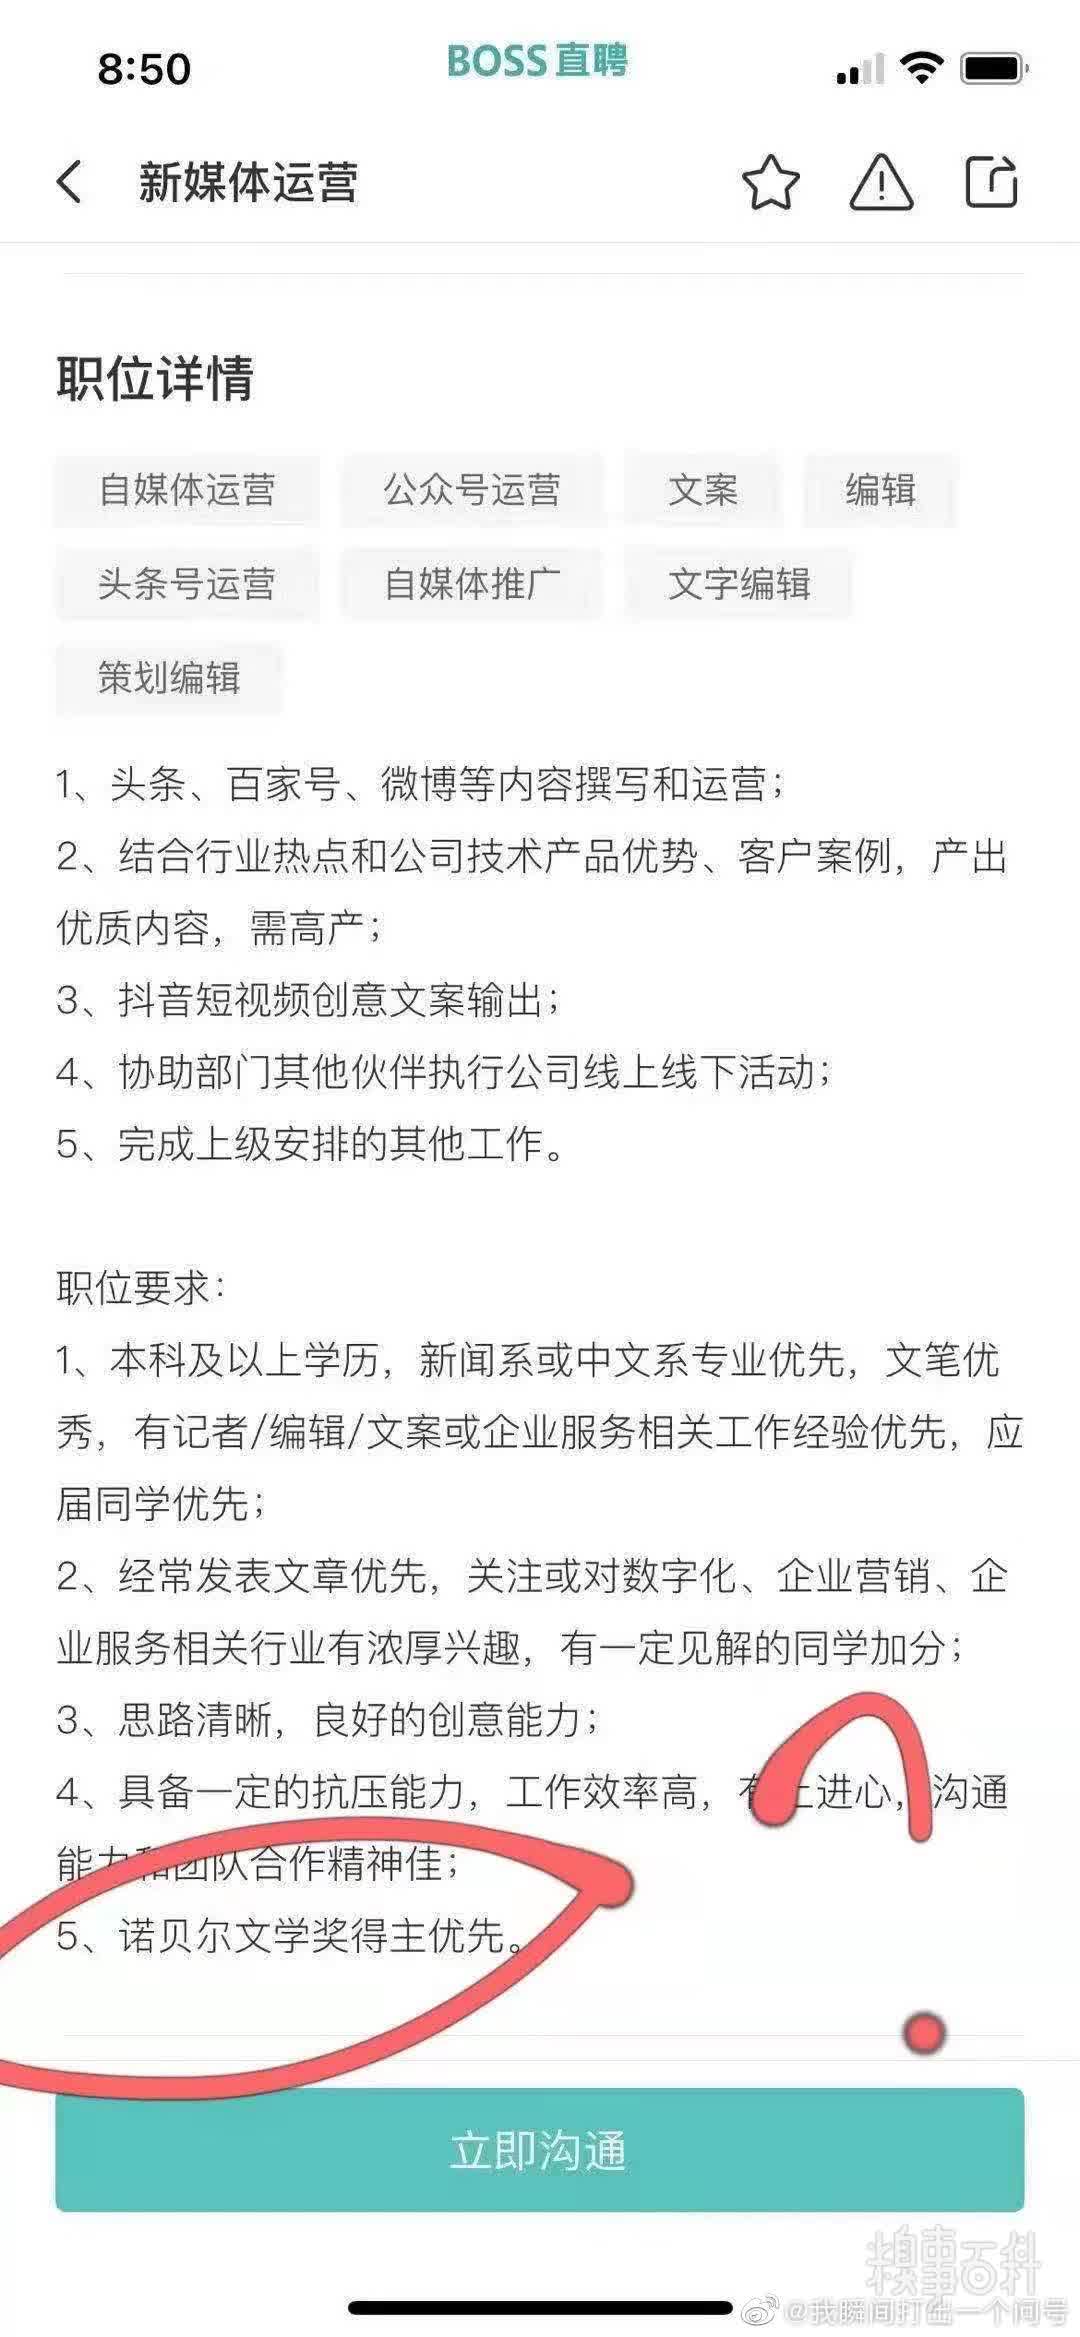 8:50
BOSS直聘
新媒体运营
职位详情
自媒体运营 公众号运营 文案 编辑
头条号运营 自媒体推广 文字编辑
策划编辑
1、头条、百家号、微博等内容撰写和运营；
2、结合行业热点和公司技术产品优势、客户案例，产出
优质内容，需高产；
3、抖音短视频创意文案输出；
4、协助部门其他伙伴执行公司线上线下活动；
5、完成上级安排的其他工作。
职位要求：
1、本科及以上学历，新闻系或中文系专业优先，文笔优
秀，有记者/编辑/文案或企业服务相关工作经验优先，应
届同学优先；
2、经常发表文章优先，关注或对数字化、企业营销、企
业服务相关行业有浓厚兴趣，有一定见解的同学加分；
3、思路清晰，良好的创意能力；
4、具备一定的抗压能力，工作效率高，有上进心，沟通
能力和团队合作精神佳；
5、诺贝尔文学奖得主优先。
立即沟通
糗事百科
@我瞬间打出一个问号